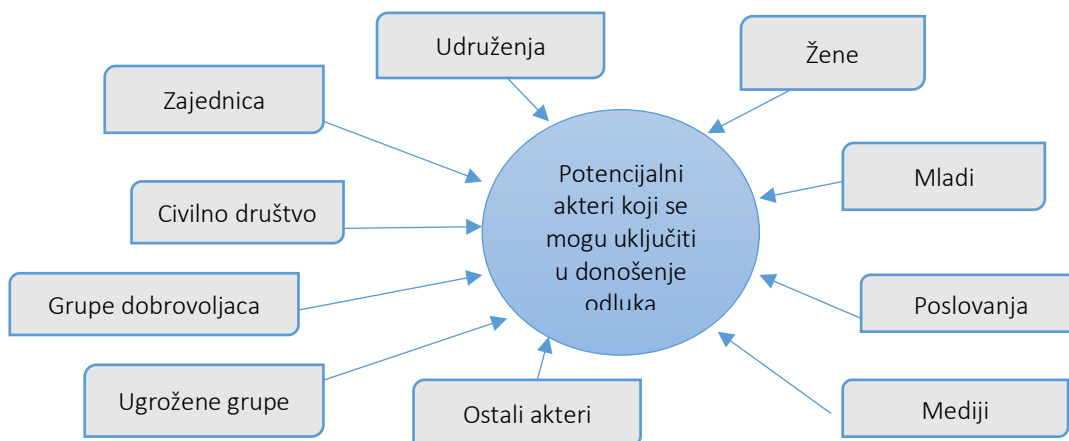 Udruženja
Žene
Zajednica
Mladi
Civilno društvo
Grupe dobrovoljaca
Poslovanja
Ugrožene grupe
Ostali akteri
Mediji
Potencijalni
akteri koji se
mogu uključiti
u donošenje
odluka